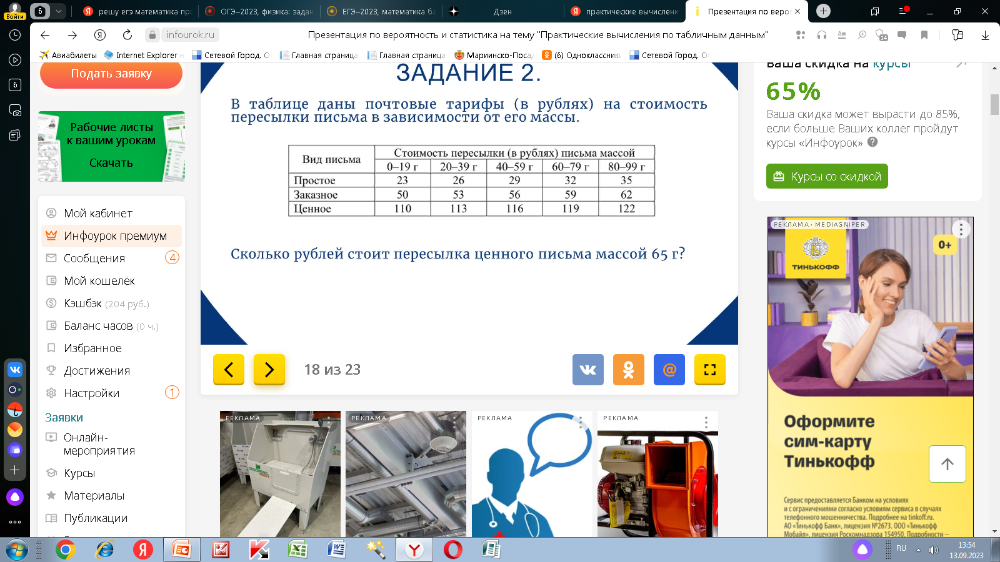 Войти
6
решу егэ математика про
ОГЭ–2023, физика: задан
ЕГЭ–2023, математика ба
Дзен
практические вычислени
Презентация по вероя
infourok.ru
Презентация по вероятность и статистика на тему "Практические вычисления по табличным данным"
14
Авиабилеты
Internet Explorer н
Сетевой Город. О
Главная страница
Главная страница
Мариинско-Поса
(6) Одноклассники
Сетевой Город. О
6
Подать заявку
Рабочие листы
к вашим урокам
Скачать
Мой кабинет
Инфоурок премиум
Сообщения
4
Мой кошелёк
Кэшбэк (204 руб.)
Баланс часов (0 ч.)
Избранное
Достижения
Настройки
1
Заявки
Онлайн-
мероприятия
Курсы
Материалы
Публикации
ЗАДАНИЕ 2.
В таблице даны почтовые тарифы (в рублях) на стоимость
пересылки письма в зависимости от его массы.
Вид письма
Стоимость пересылки (в рублях) письма массой
0–19 г 20–39 г 40–59 г 60–79 г 80–99 г
Простое 23 26 29 32 35
Заказное 50 53 56 59 62
Ценное 110 113 116 119 122
Сколько рублей стоит пересылка ценного письма массой 65 г?
18 из 23
РЕКЛАМА
GROOMING
РЕКЛАМА
РЕКЛАМА
РЕКЛАМА
Ваша скидка на курсы
65%
Ваша скидка может вырасти до 85%,
если больше Ваших коллег пройдут
курсы «Инфоурок»
Курсы со скидкой
РЕКЛАМА • MEDIASNIPER
ТИНЬКОФФ
0+
Оформите
сим-карту
Тинькофф
Сервис предоставляется Банком на условиях
и с ограничениями согласно условиям сервиса в случаях
телефонного мошенничества. Подробнее на tinkoff.ru.
АО «Тинькофф Банк», лицензия №2673. ООО «Тинькофф
Мобайл», лицензия Роскомнадзора 154950. Подробности –
RU
13:54
13.09.2023